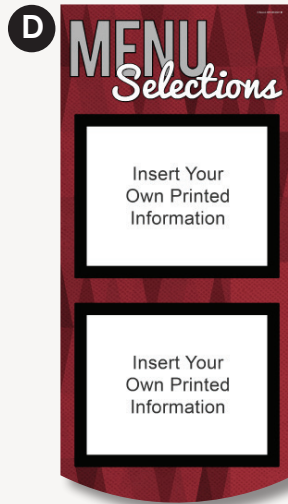 D
MENU
Selections
Insert Your
Own Printed
Information
Insert Your
Own Printed
Information